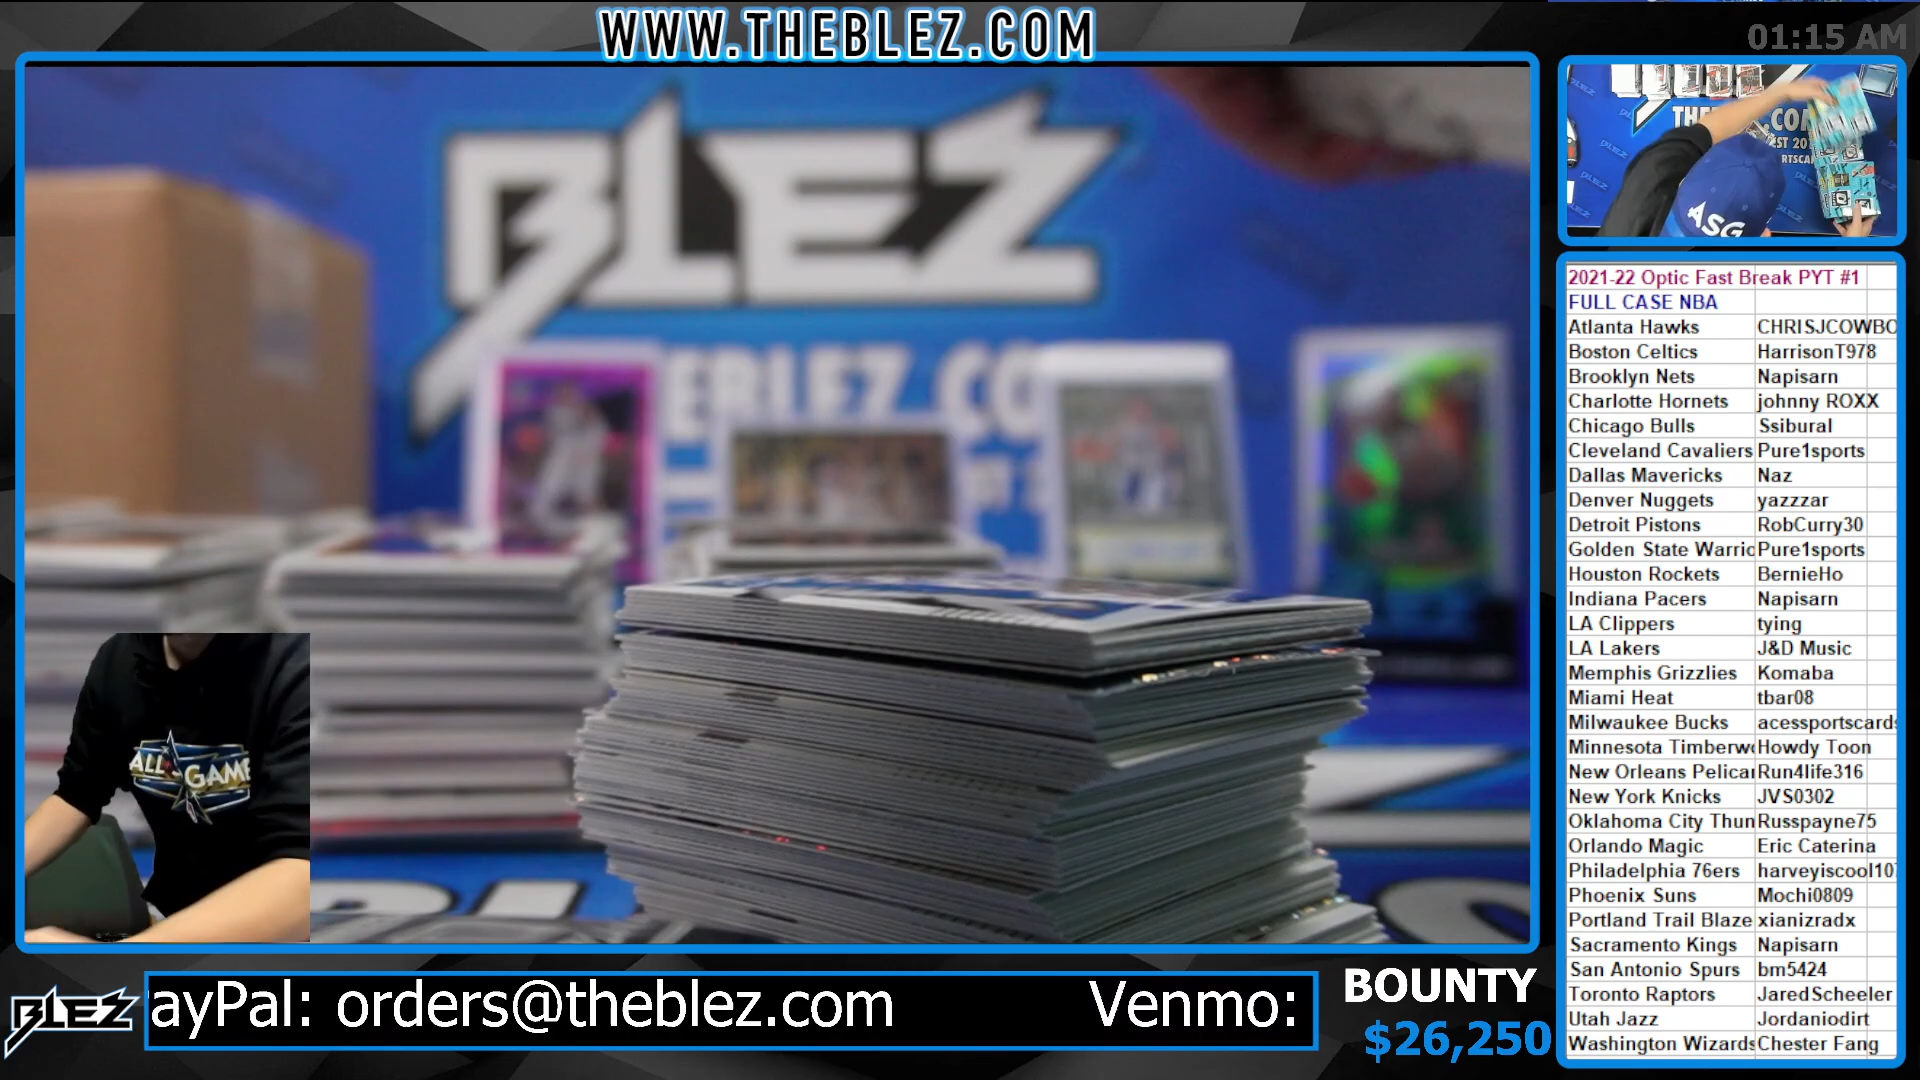 WWW.THEBLEZ.COM
01:15 AM
BLEZ
ASG
ALL GAME
2021-22 Optic Fast Break PYT #1
FULL CASE NBA
Atlanta Hawks CHRISJCOWBO
Boston Celtics HarrisonT978
Brooklyn Nets Napisarn
Charlotte Hornets johnny ROXX
Chicago Bulls Ssibural
Cleveland Cavaliers Pure1sports
Dallas Mavericks Naz
Denver Nuggets yazzzar
Detroit Pistons RobCurry30
Golden State Warrio Pure1sports
Houston Rockets BernieHo
Indiana Pacers Napisarn
LA Clippers tying
LA Lakers J&D Music
Memphis Grizzlies Komaba
Miami Heat tbar08
Milwaukee Bucks acessportscards
Minnesota Timberwo Howdy Toon
New Orleans Pelican Run4life316
New York Knicks JVS0302
Oklahoma City Thun Russpayne75
Orlando Magic Eric Caterina
Philadelphia 76ers harveyiscool107
Phoenix Suns Mochi0809
Portland Trail Blaze xianizradx
Sacramento Kings Napisarn
San Antonio Spurs bm5424
Toronto Raptors JaredScheeler
Utah Jazz Jordaniodirt
Washington Wizards Chester Fang
BLEZ
ayPal: orders@theblez.com Venmo:
BOUNTY
$26,250